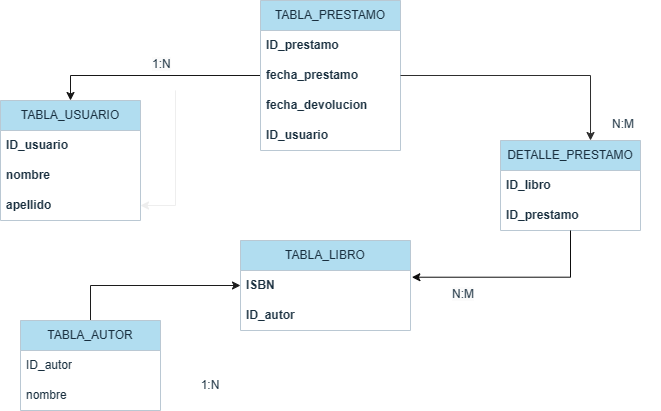 TABLA_PRESTAMO
ID_prestamo
fecha_prestamo
fecha_devolucion
ID_usuario
1:N
TABLA_USUARIO
ID_usuario
nombre
apellido
N:M
DETALLE_PRESTAMO
ID_libro
ID_prestamo
TABLA_LIBRO
ISBN
ID_autor
N:M
TABLA_AUTOR
ID_autor
nombre
1:N